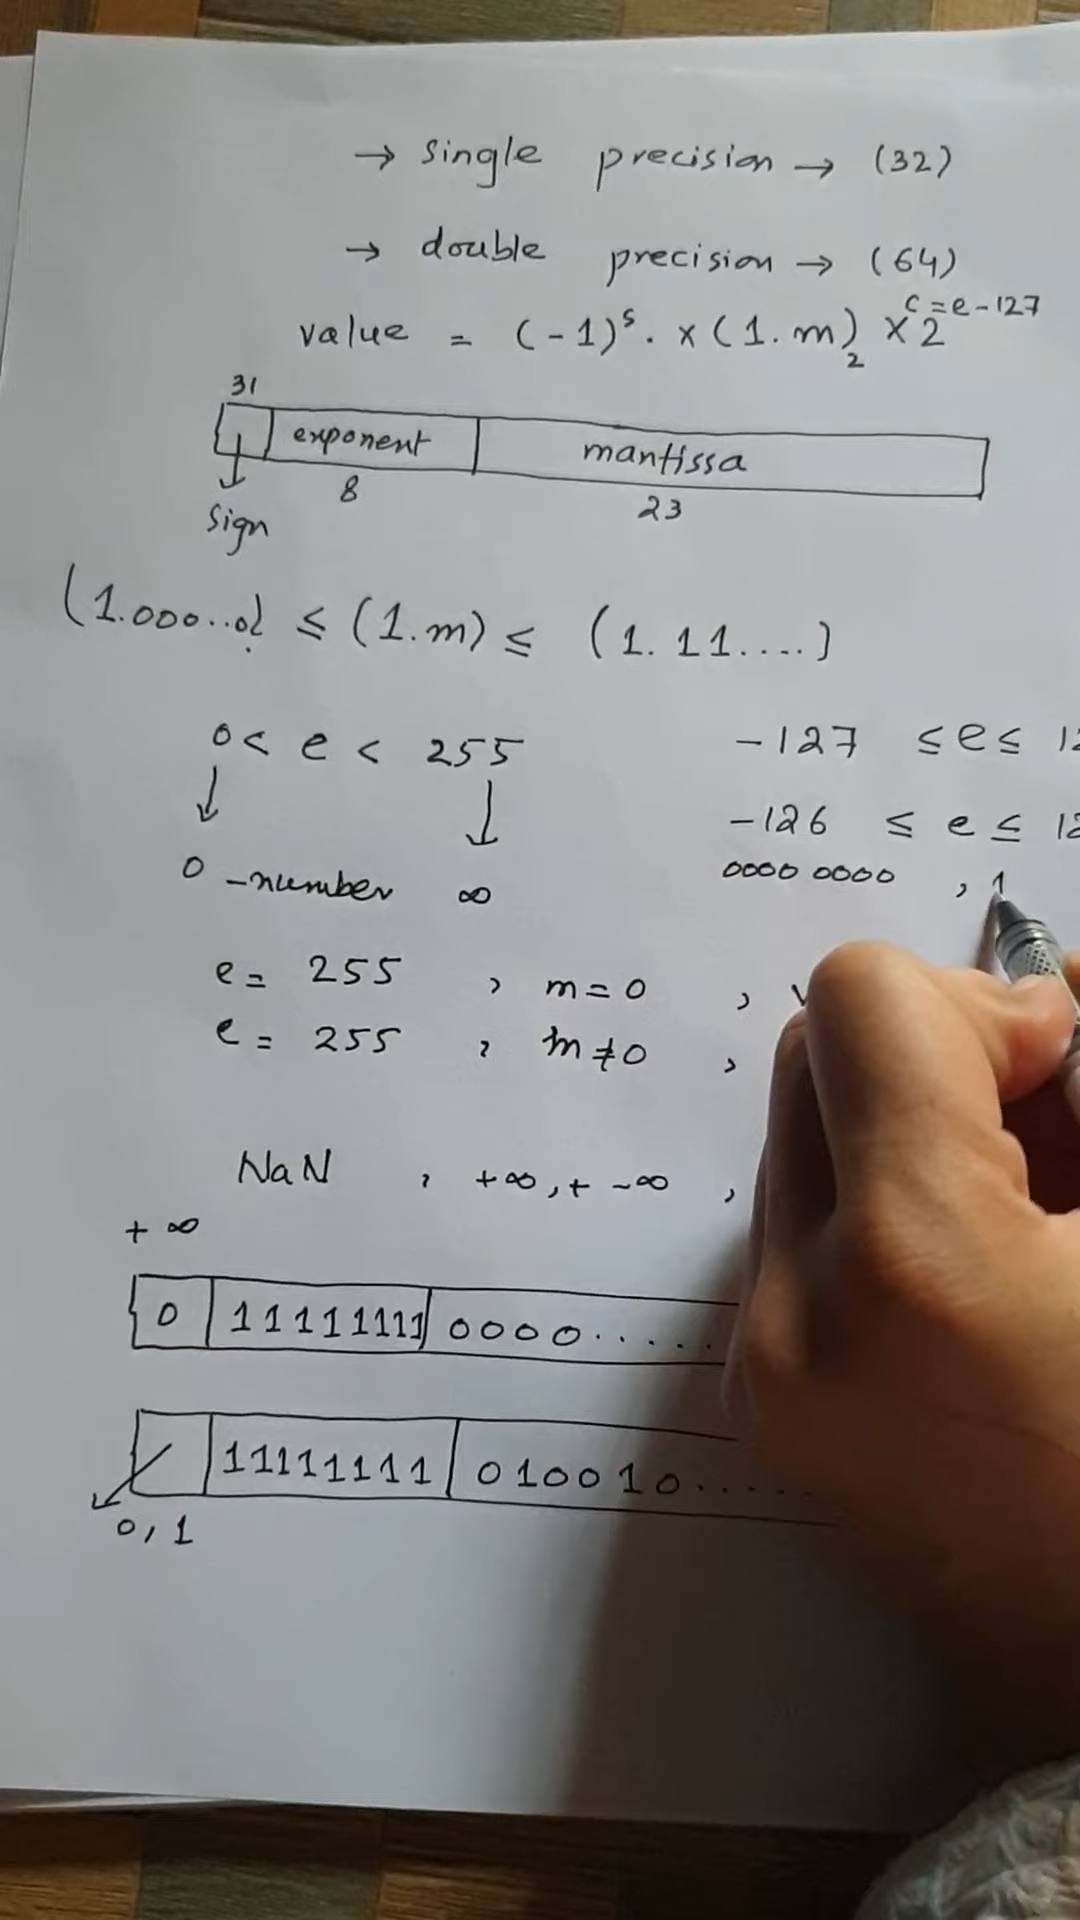 → single precision → (32)
→ double precision → (64)
value = (-1)^s . × (1.m)₂ × 2^c=e-127
31
exponent mantissa
8 23
sign
(1.000..0) ≤ (1.m) ≤ (1.11....)
0 < e < 255 -127 ≤ e ≤
-126 ≤ e ≤
0 -number ∞ 0000 0000 , 1
e = 255 , m = 0 ,
e = 255 , m ≠ 0 ,
NaN , +∞, + -∞ ,
+ ∞
0 11111111 0000.....
11111111 010010......
0, 1